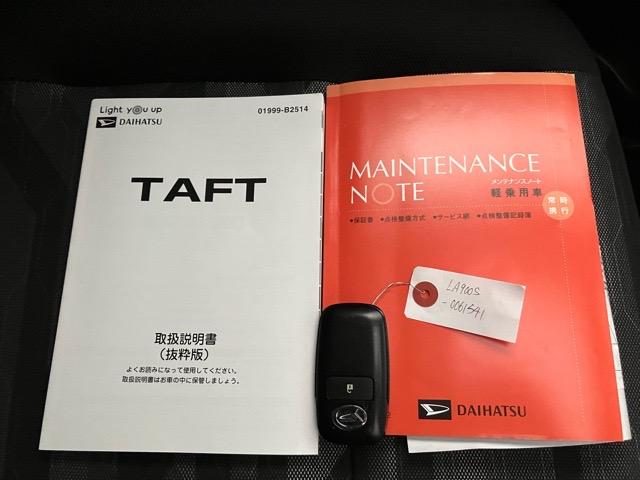 Light you up
DAIHATSU
01999-B2514
TAFT
取扱説明書
(抜粋版)
よくお読みになって使用してください。
取扱説明書はお車の中に保管しましょう。
MAINTENANCE
NOTE
メンテナンスノート
軽乗用車
常時
携行
●保証書 ●点検整備方式 ●サービス網 ●点検整備記録簿
LA900S
-0061541
DAIHATSU